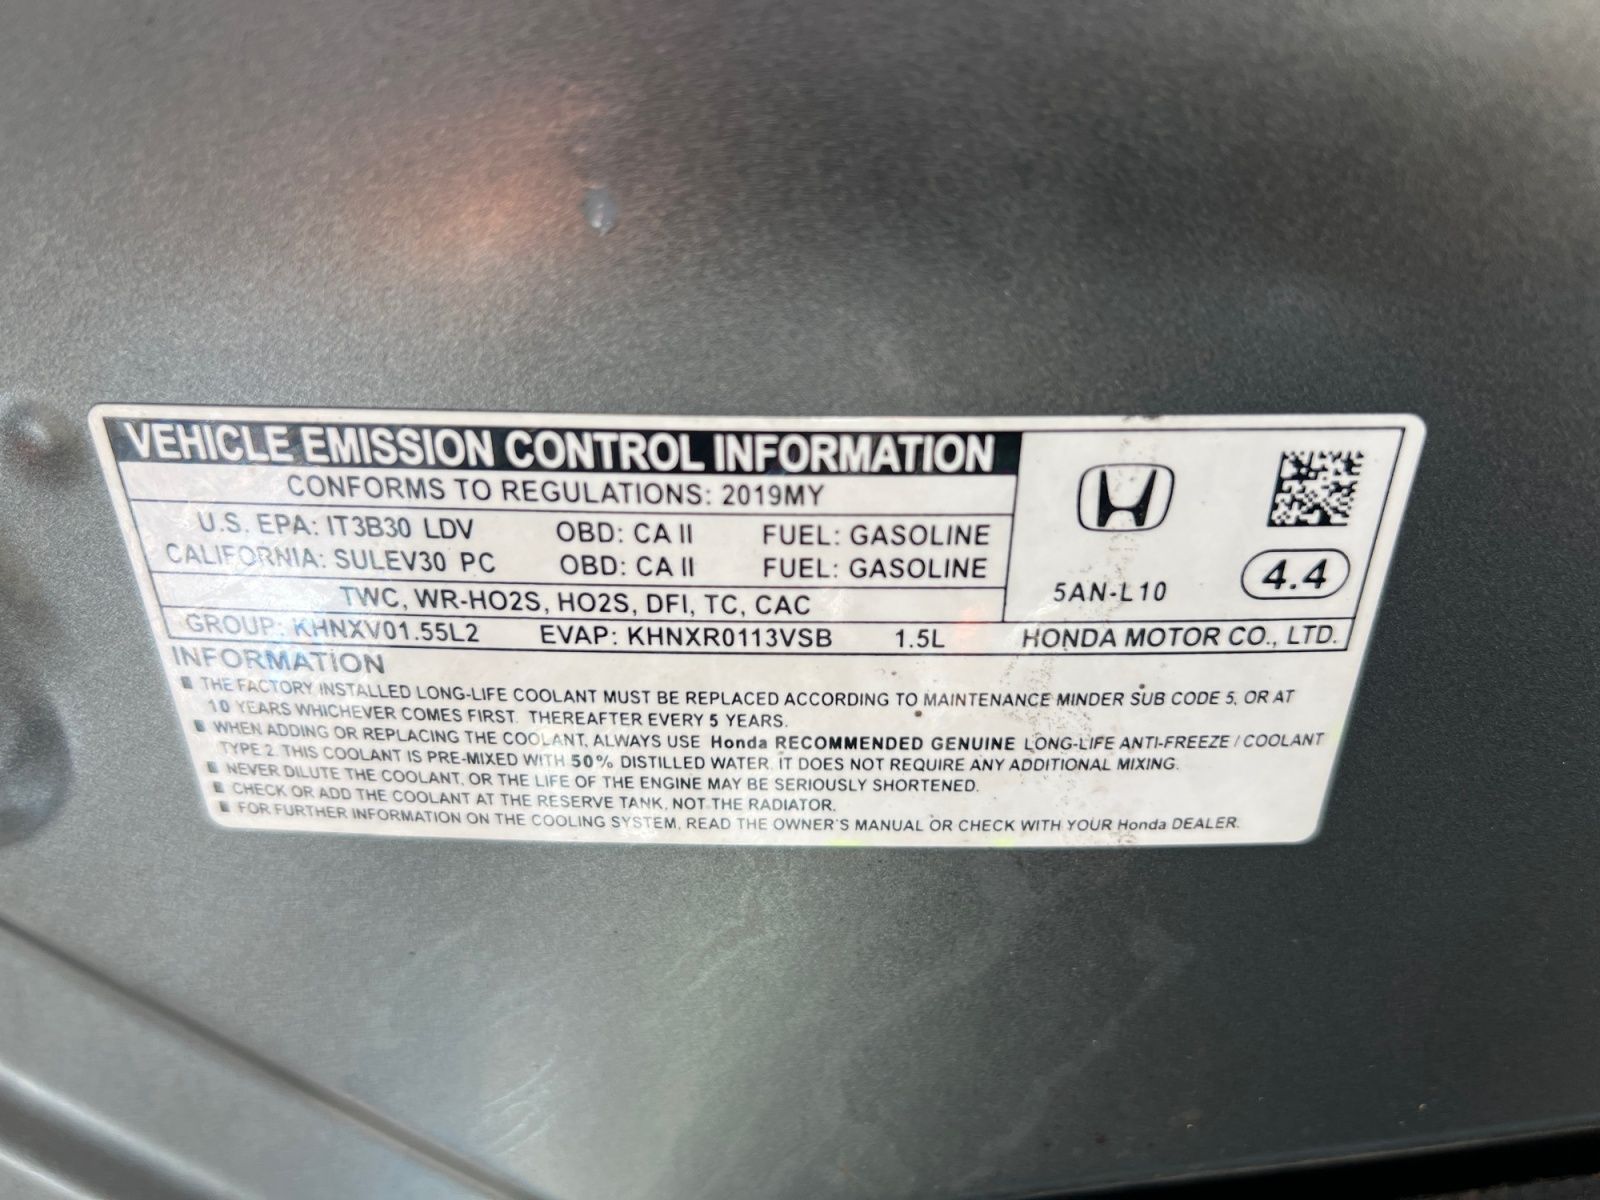 VEHICLE EMISSION CONTROL INFORMATION
CONFORMS TO REGULATIONS: 2019MY
U.S. EPA: IT3B30 LDV OBD: CA II FUEL: GASOLINE
CALIFORNIA: SULEV30 PC OBD: CA II FUEL: GASOLINE
5AN-L10 4.4
TWC, WR-HO2S, HO2S, DFI, TC, CAC
GROUP: KHNXV01.55L2 EVAP: KHNXR0113VSB 1.5L HONDA MOTOR CO., LTD.
INFORMATION
THE FACTORY INSTALLED LONG-LIFE COOLANT MUST BE REPLACED ACCORDING TO MAINTENANCE MINDER SUB CODE 5, OR AT
10 YEARS WHICHEVER COMES FIRST. THEREAFTER EVERY 5 YEARS.
WHEN ADDING OR REPLACING THE COOLANT, ALWAYS USE Honda RECOMMENDED GENUINE LONG-LIFE ANTI-FREEZE / COOLANT
TYPE 2. THIS COOLANT IS PRE-MIXED WITH 50% DISTILLED WATER. IT DOES NOT REQUIRE ANY ADDITIONAL MIXING.
NEVER DILUTE THE COOLANT, OR THE LIFE OF THE ENGINE MAY BE SERIOUSLY SHORTENED.
CHECK OR ADD THE COOLANT AT THE RESERVE TANK, NOT THE RADIATOR.
FOR FURTHER INFORMATION ON THE COOLING SYSTEM, READ THE OWNER'S MANUAL OR CHECK WITH YOUR Honda DEALER.